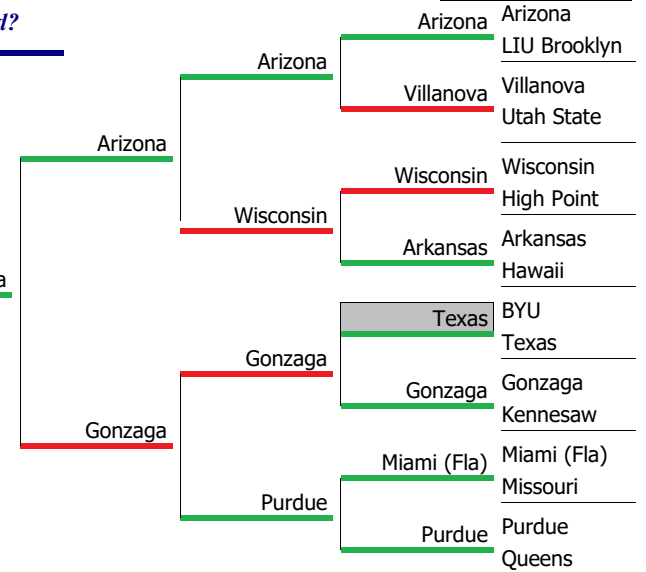 d?
Arizona
LIU Brooklyn
Villanova
Utah State
Wisconsin
High Point
Arkansas
Hawaii
BYU
Texas
Gonzaga
Kennesaw
Miami (Fla)
Missouri
Purdue
Queens
Arizona
Villanova
Wisconsin
Arkansas
Texas
Gonzaga
Miami (Fla)
Purdue
Arizona
Wisconsin
Gonzaga
Purdue
Arizona
Gonzaga
a